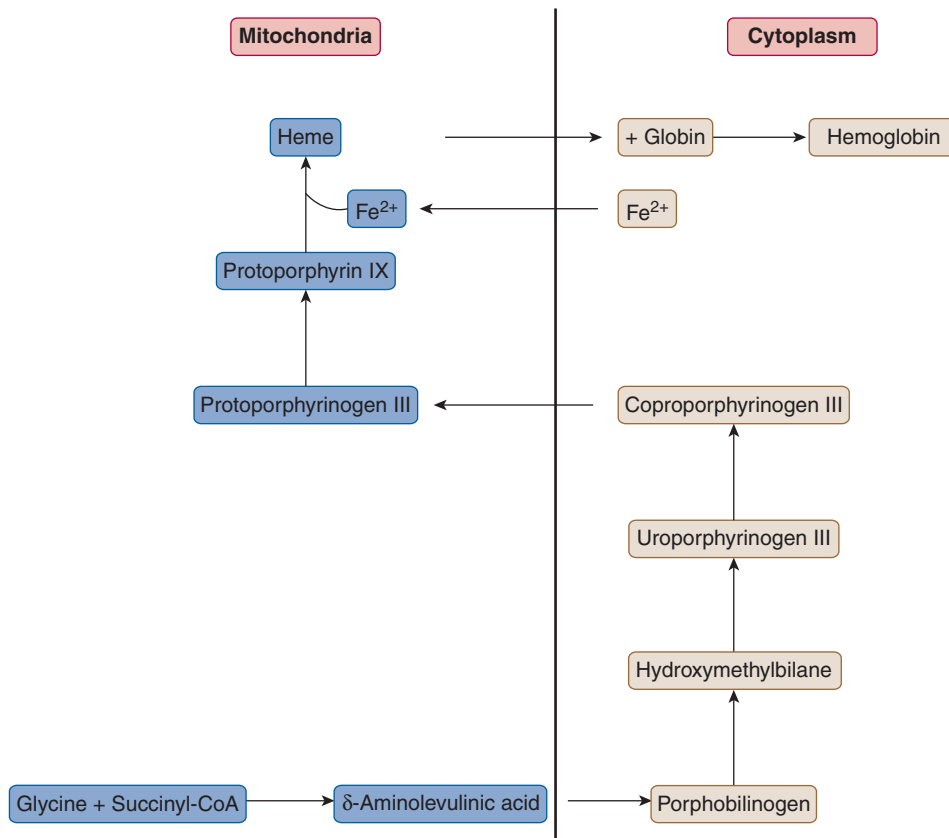 Mitochondria
Cytoplasm
Heme
+ Globin
Hemoglobin
Fe2+
Fe2+
Protoporphyrin IX
Protoporphyrinogen III
Coproporphyrinogen III
Uroporphyrinogen III
Hydroxymethylbilane
Glycine + Succinyl-CoA
δ-Aminolevulinic acid
Porphobilinogen